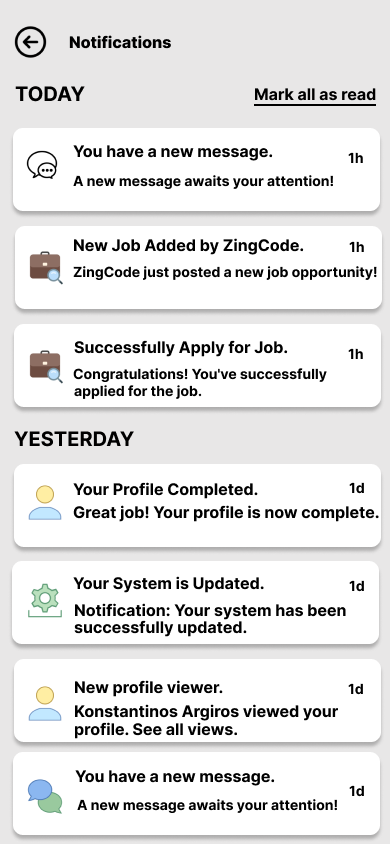 Notifications
TODAY
Mark all as read
You have a new message.
1h
A new message awaits your attention!
New Job Added by ZingCode.
1h
ZingCode just posted a new job opportunity!
Successfully Apply for Job.
1h
Congratulations! You've successfully
applied for the job.
YESTERDAY
Your Profile Completed.
1d
Great job! Your profile is now complete.
Your System is Updated.
1d
Notification: Your system has been
successfully updated.
New profile viewer.
1d
Konstantinos Argiros viewed your
profile. See all views.
You have a new message.
1d
A new message awaits your attention!